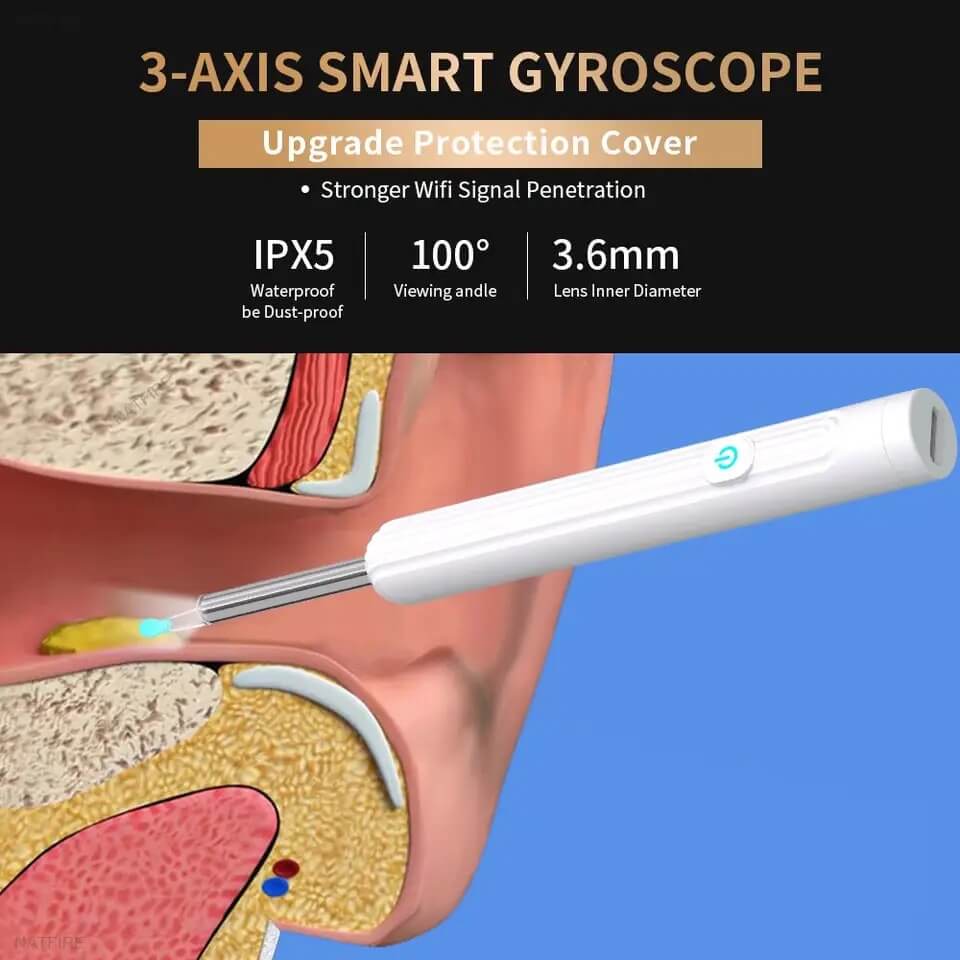 3-AXIS SMART GYROSCOPE
Upgrade Protection Cover
• Stronger Wifi Signal Penetration
IPX5
Waterproof
be Dust-proof
100°
Viewing andle
3.6mm
Lens Inner Diameter
NATFIRE
NATFIRE